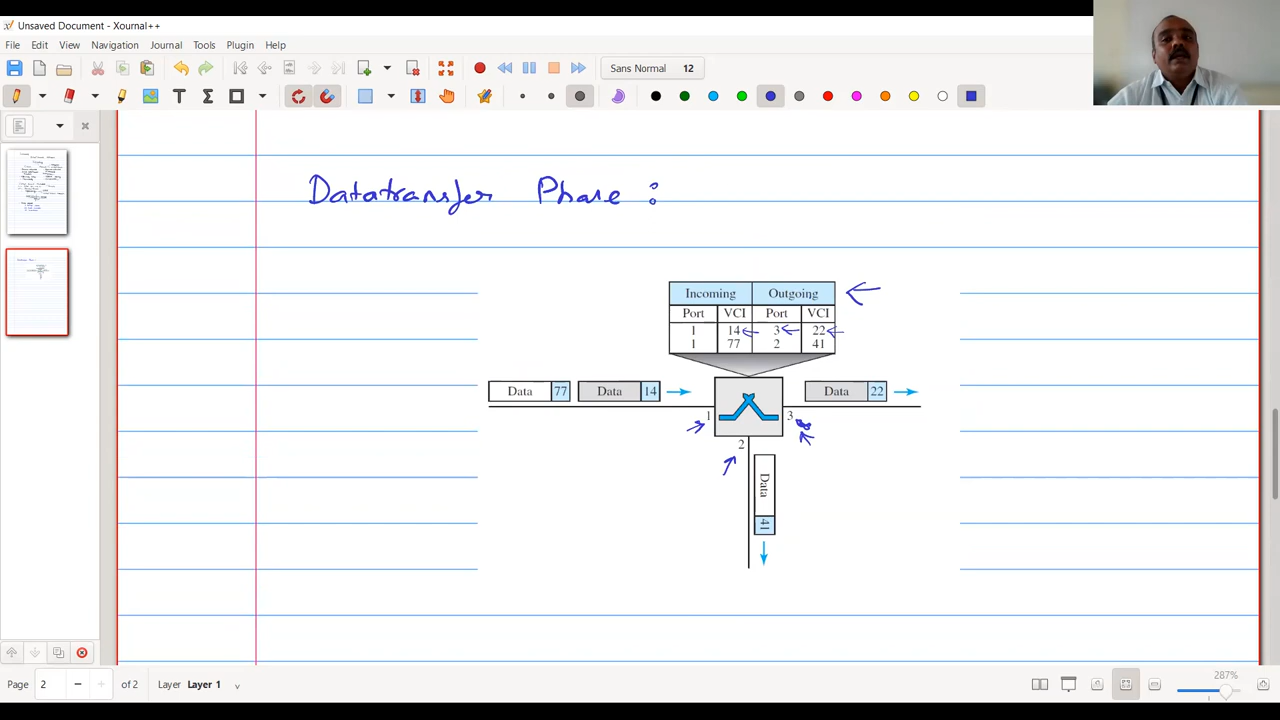 Unsaved Document - Xournal++
File Edit View Navigation Journal Tools Plugin Help
Sans Normal 12
Datatransfer Phase :
Incoming Outgoing
Port VCI Port VCI
1 14 3 22
1 77 2 41
Data 77 Data 14 Data 22
1 3
2
Data 41
287%
Page 2 of 2 Layer Layer 1